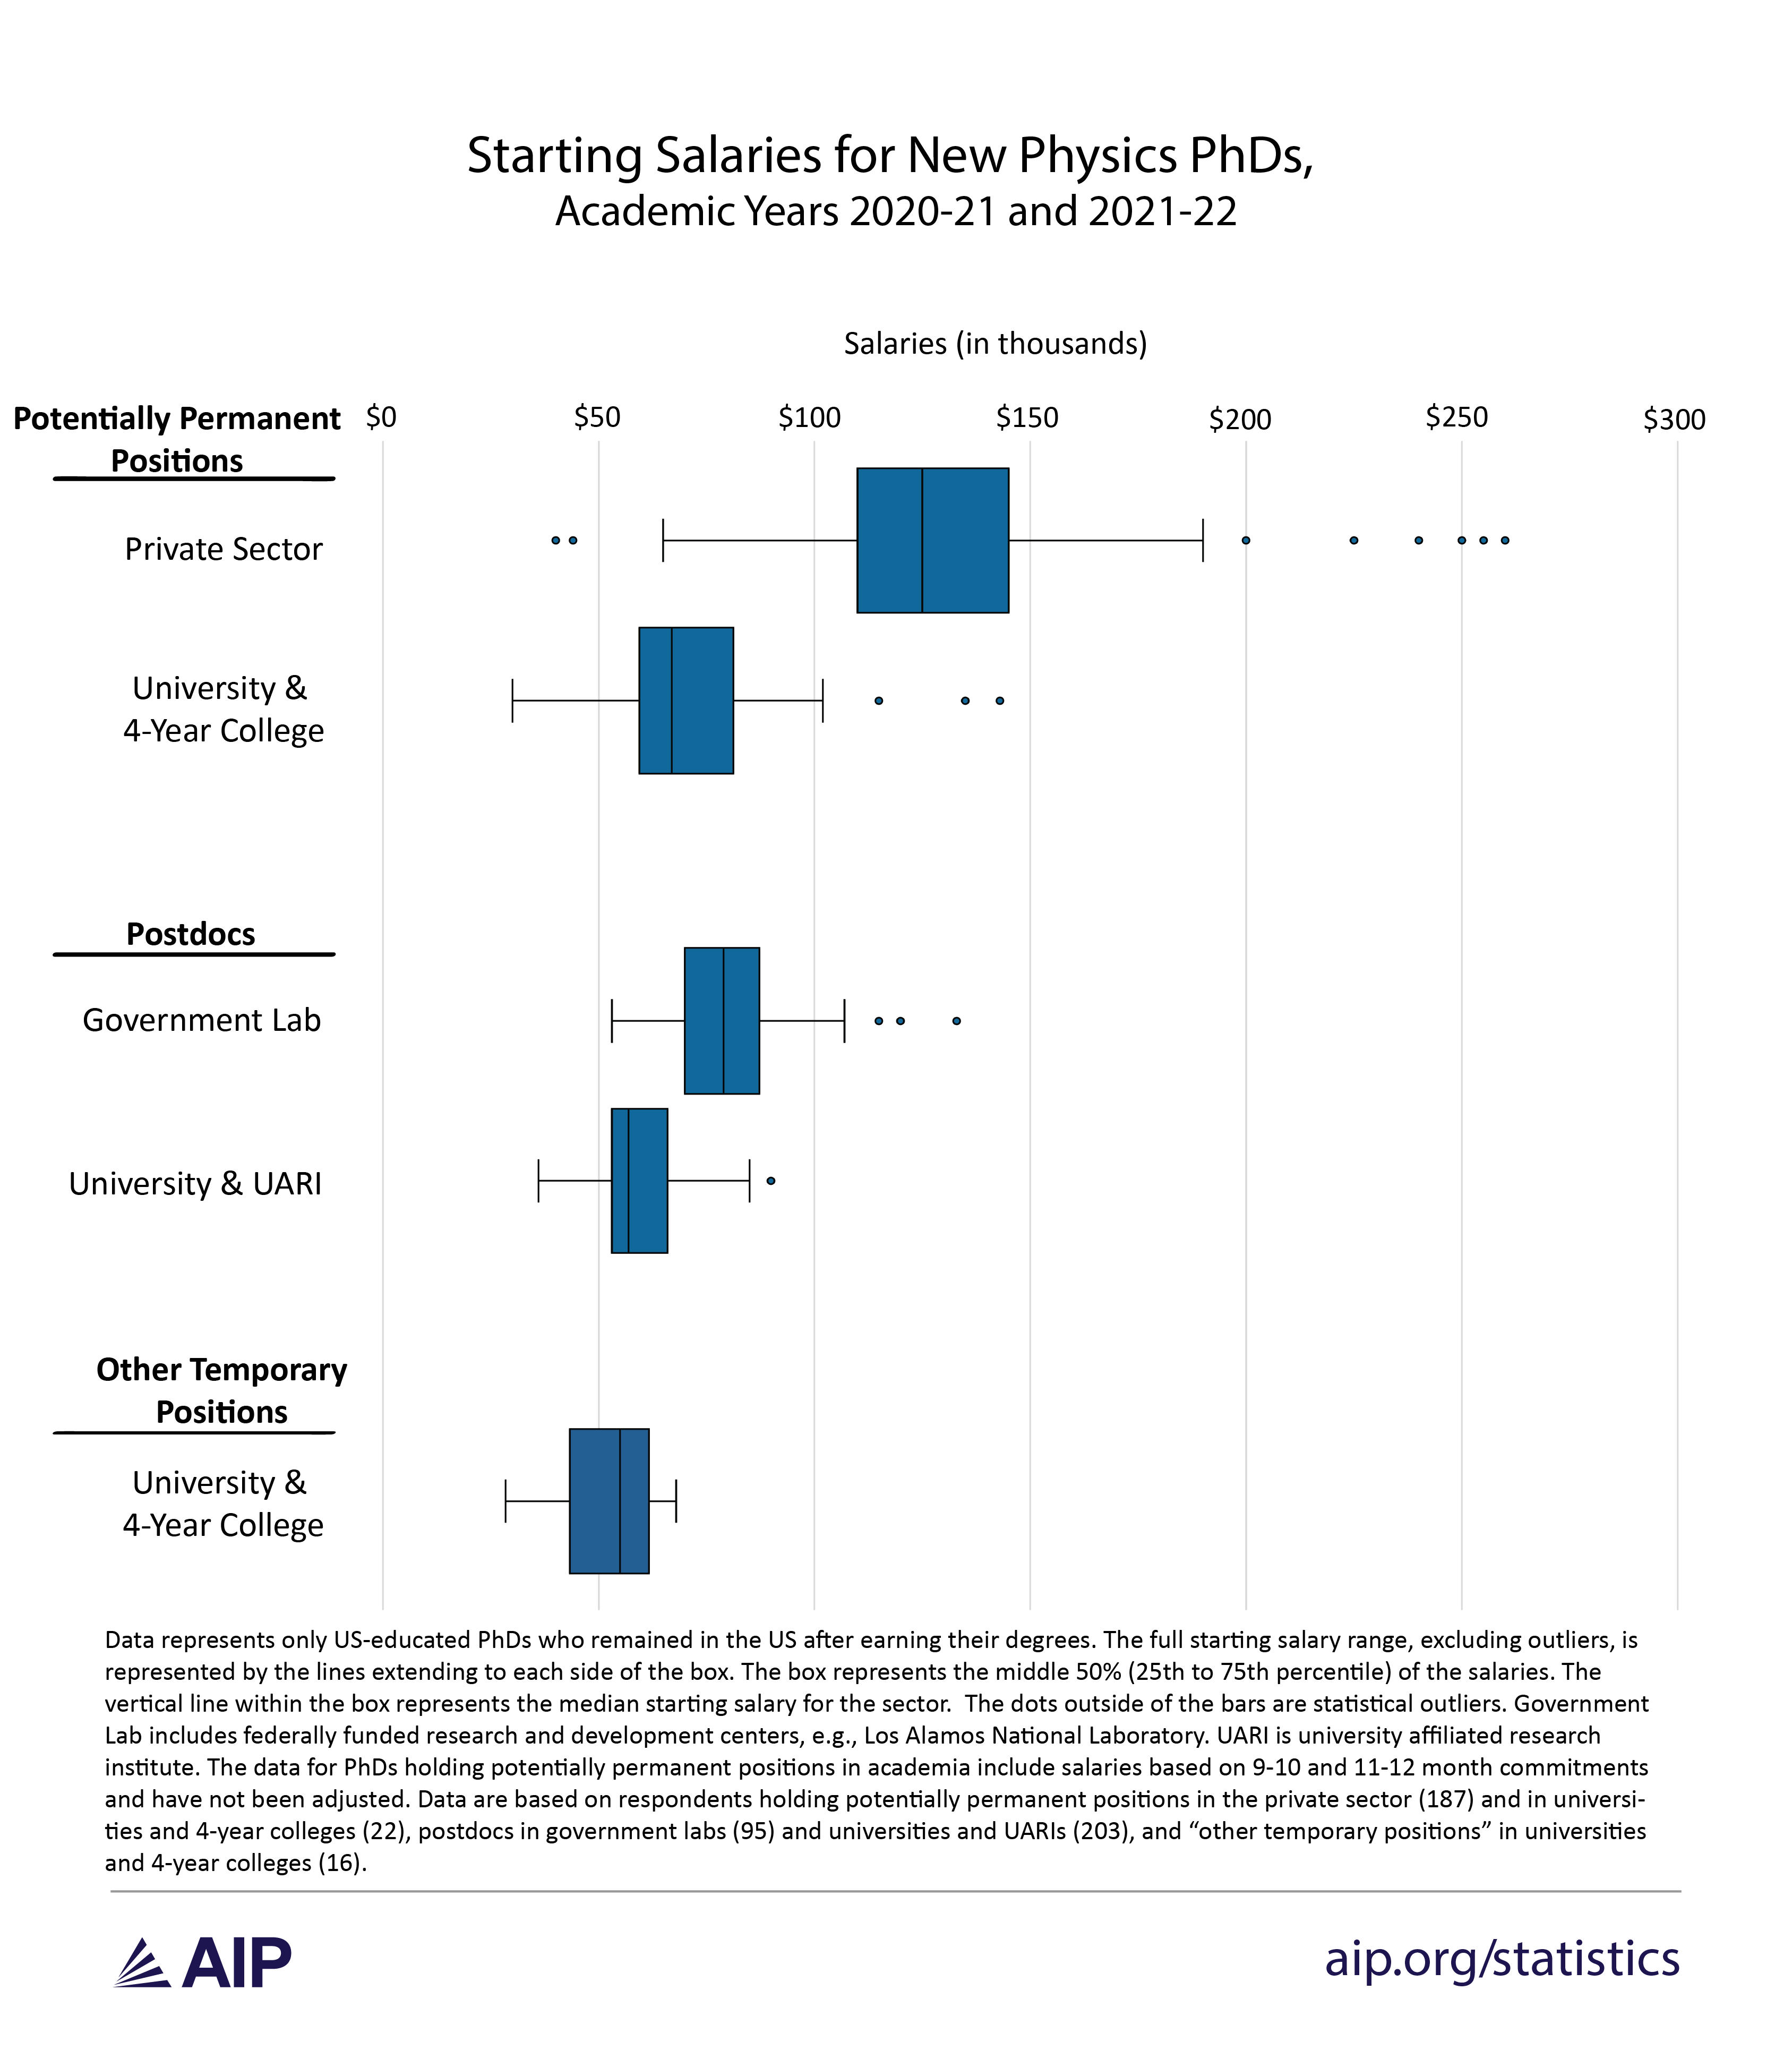 Starting Salaries for New Physics PhDs,
Academic Years 2020-21 and 2021-22
Salaries (in thousands)
Potentially Permanent
Positions
$0 $50 $100 $150 $200 $250 $300
Private Sector
University &
4-Year College
Postdocs
Government Lab
University & UARI
Other Temporary
Positions
University &
4-Year College
Data represents only US-educated PhDs who remained in the US after earning their degrees. The full starting salary range, excluding outliers, is
represented by the lines extending to each side of the box. The box represents the middle 50% (25th to 75th percentile) of the salaries. The
vertical line within the box represents the median starting salary for the sector.  The dots outside of the bars are statistical outliers. Government
Lab includes federally funded research and development centers, e.g., Los Alamos National Laboratory. UARI is university affiliated research
institute. The data for PhDs holding potentially permanent positions in academia include salaries based on 9-10 and 11-12 month commitments
and have not been adjusted. Data are based on respondents holding potentially permanent positions in the private sector (187) and in universi-
ties and 4-year colleges (22), postdocs in government labs (95) and universities and UARIs (203), and “other temporary positions” in universities
and 4-year colleges (16).
AIP
aip.org/statistics